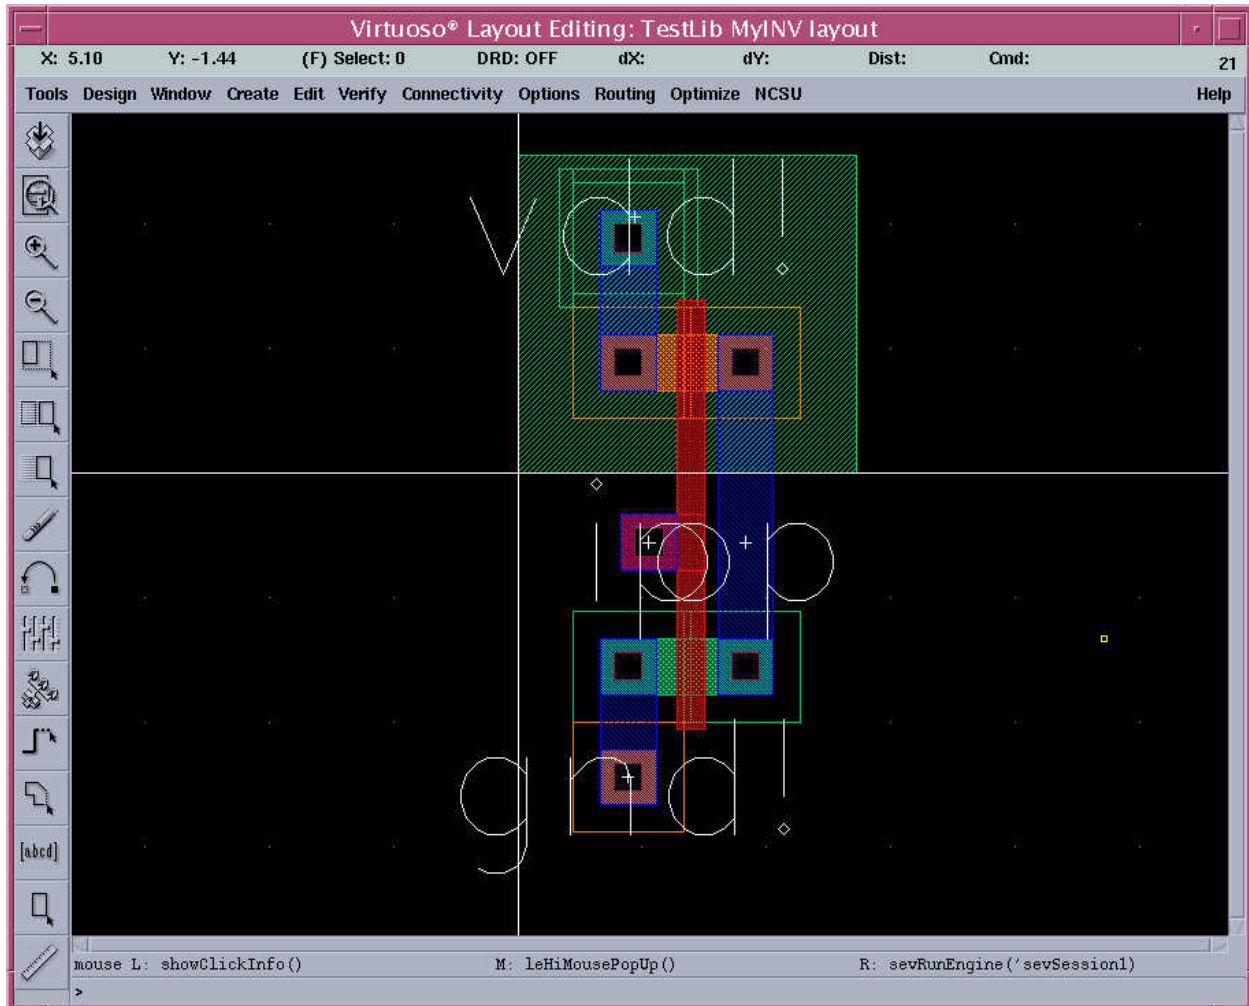 Virtuoso® Layout Editing: TestLib MyINV layout
X: 5.10 Y: -1.44 (F) Select: 0 DRD: OFF dX: dY: Dist: Cmd: 21
Tools Design Window Create Edit Verify Connectivity Options Routing Optimize NCSU Help
vdd!
ip op
gnd!
[abcd]
mouse L: showClickInfo() M: leHiMousePopUp() R: sevRunEngine('sevSession1)
>